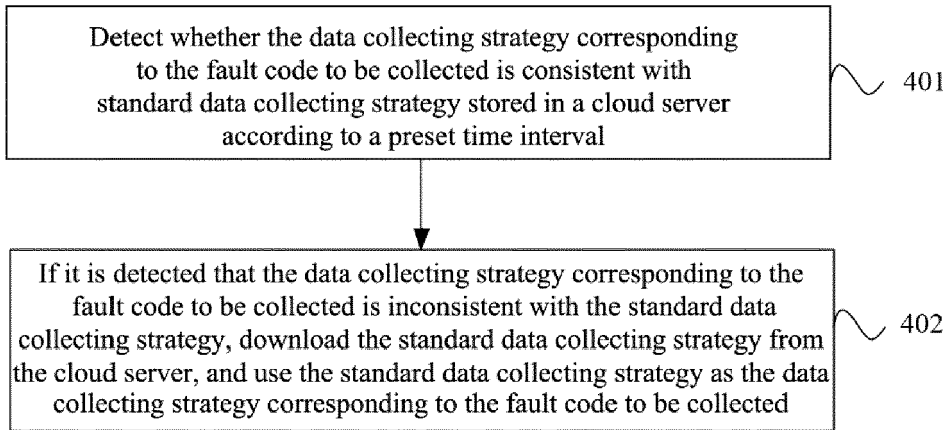 Detect whether the data collecting strategy corresponding
to the fault code to be collected is consistent with
standard data collecting strategy stored in a cloud server
according to a preset time interval
401
If it is detected that the data collecting strategy corresponding to the
fault code to be collected is inconsistent with the standard data
collecting strategy, download the standard data collecting strategy from
the cloud server, and use the standard data collecting strategy as the data
collecting strategy corresponding to the fault code to be collected
402